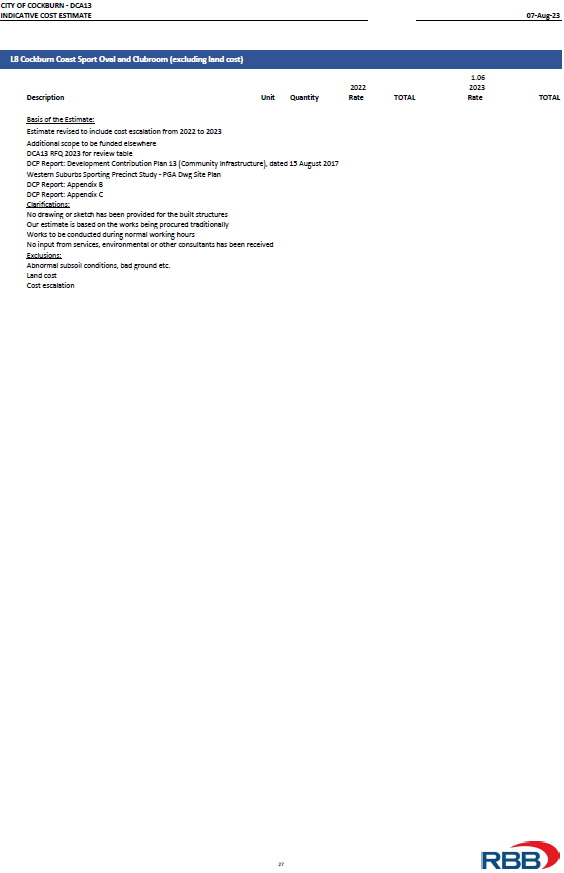 CITY OF COCKBURN - DCA13
INDICATIVE COST ESTIMATE 07-Aug-23
L8 Cockburn Coast Sport Oval and Clubroom (excluding land cost)
1.06
2022 2023
Description Unit Quantity Rate TOTAL Rate TOTAL
Basis of the Estimate:
Estimate revised to include cost escalation from 2022 to 2023
Additional scope to be funded elsewhere
DCA13 RFQ 2023 for review table
DCP Report: Development Contribution Plan 13 (Community Infrastructure), dated 15 August 2017
Western Suburbs Sporting Precinct Study - PGA Dwg Site Plan
DCP Report: Appendix B
DCP Report: Appendix C
Clarifications:
No drawing or sketch has been provided for the built structures
Our estimate is based on the works being procured traditionally
Works to be conducted during normal working hours
No input from services, environmental or other consultants has been received
Exclusions:
Abnormal subsoil conditions, bad ground etc.
Land cost
Cost escalation
27
RBB